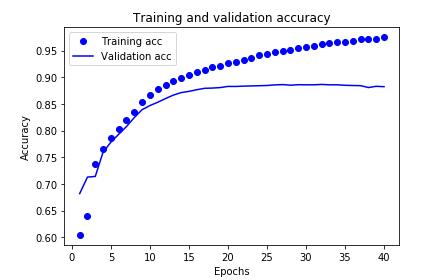 Training and validation accuracy
Training acc
Validation acc
0.95
0.90
0.85
0.80
0.75
0.70
0.65
0.60
Accuracy
0 5 10 15 20 25 30 35 40
Epochs